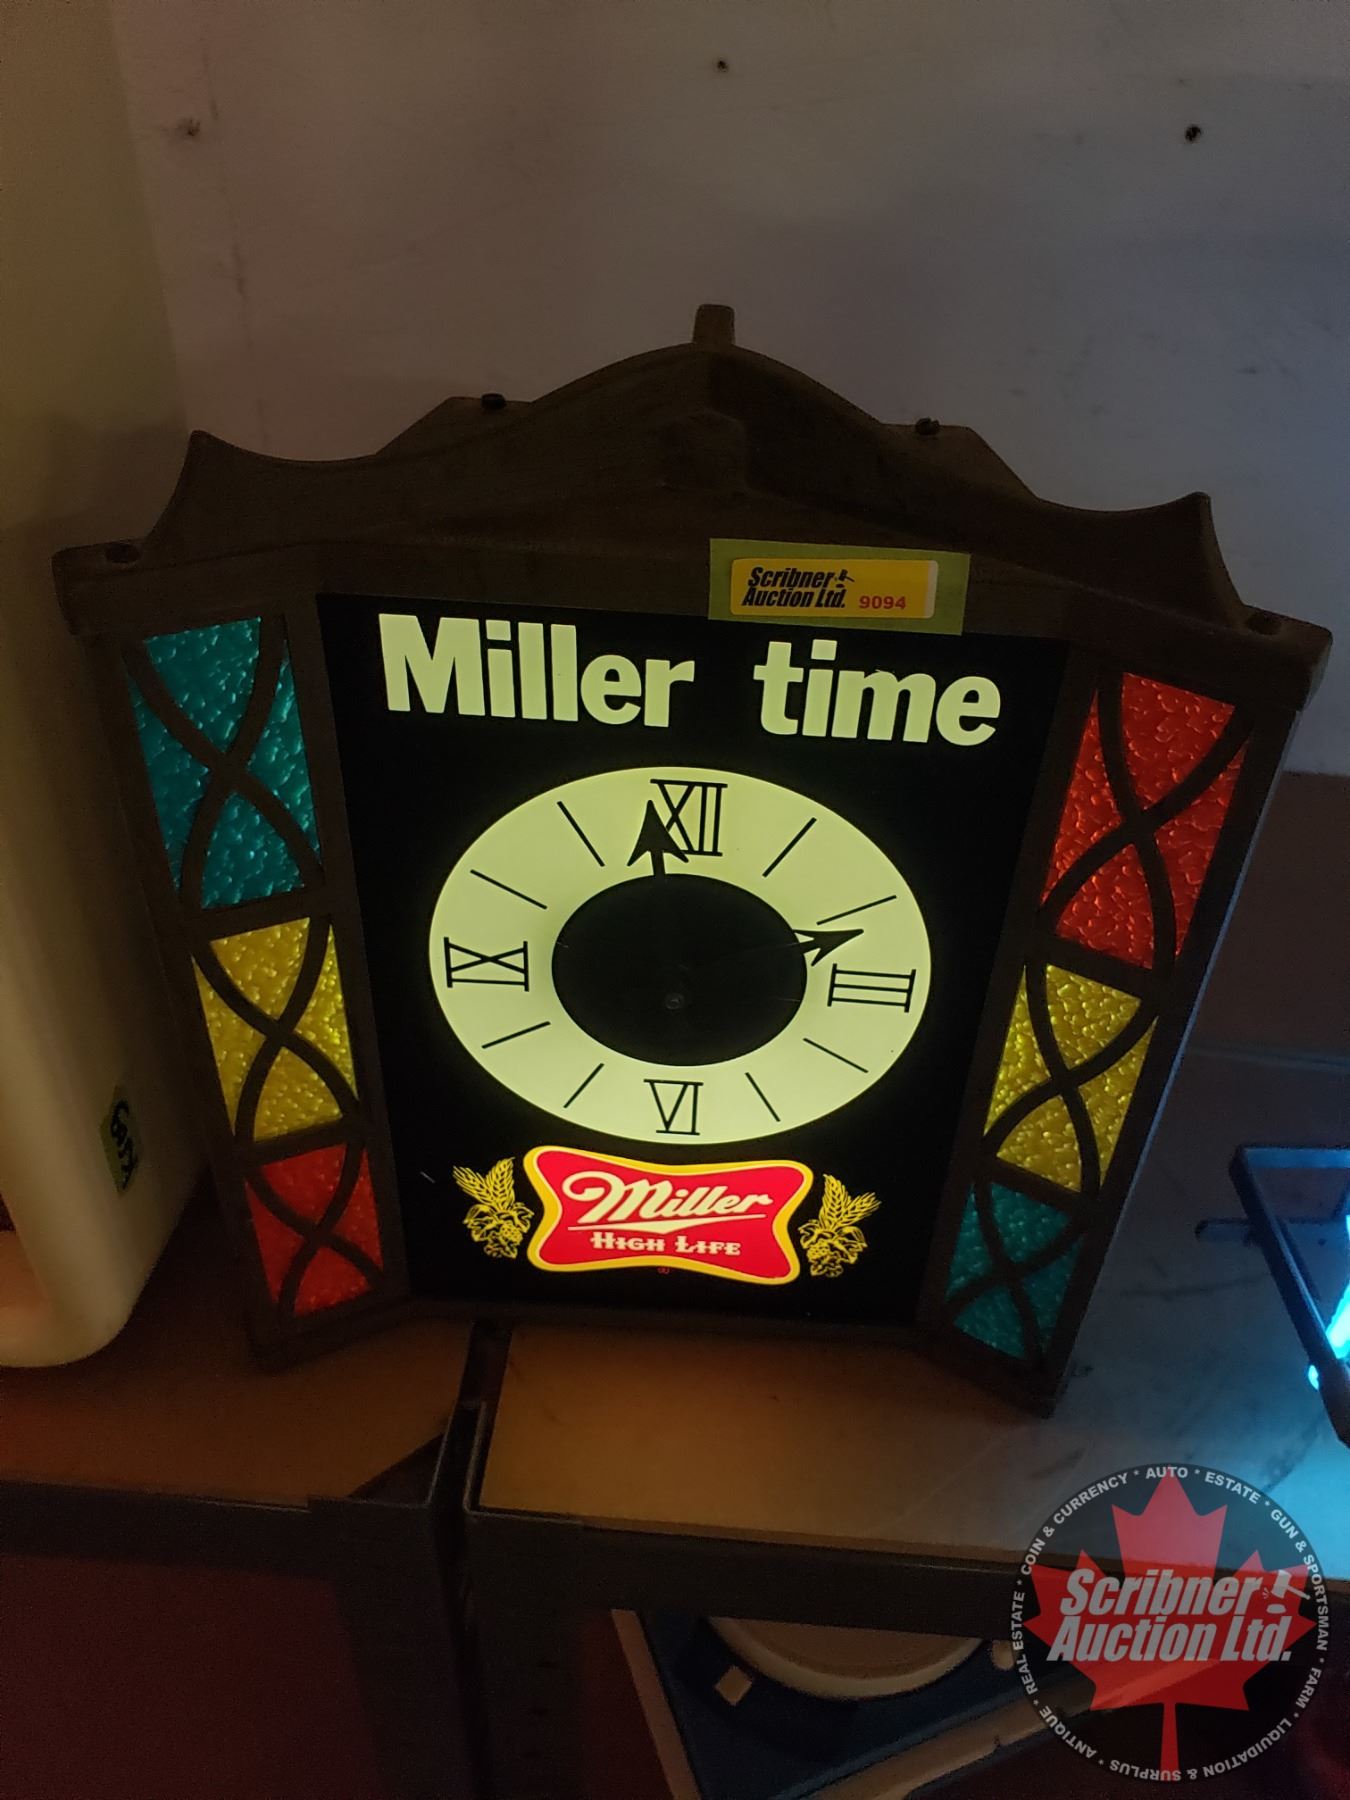 Scribner
Auction Ltd. 9094
Miller time
XII
IX
III
VI
Miller
HIGH LIFE
Scribner
Auction Ltd.
COIN & CURRENCY * AUTO * ESTATE * GUN & SPORTSMAN * FARM * LIQUIDATION & SURPLUS * ANTIQUE * REAL ESTATE *